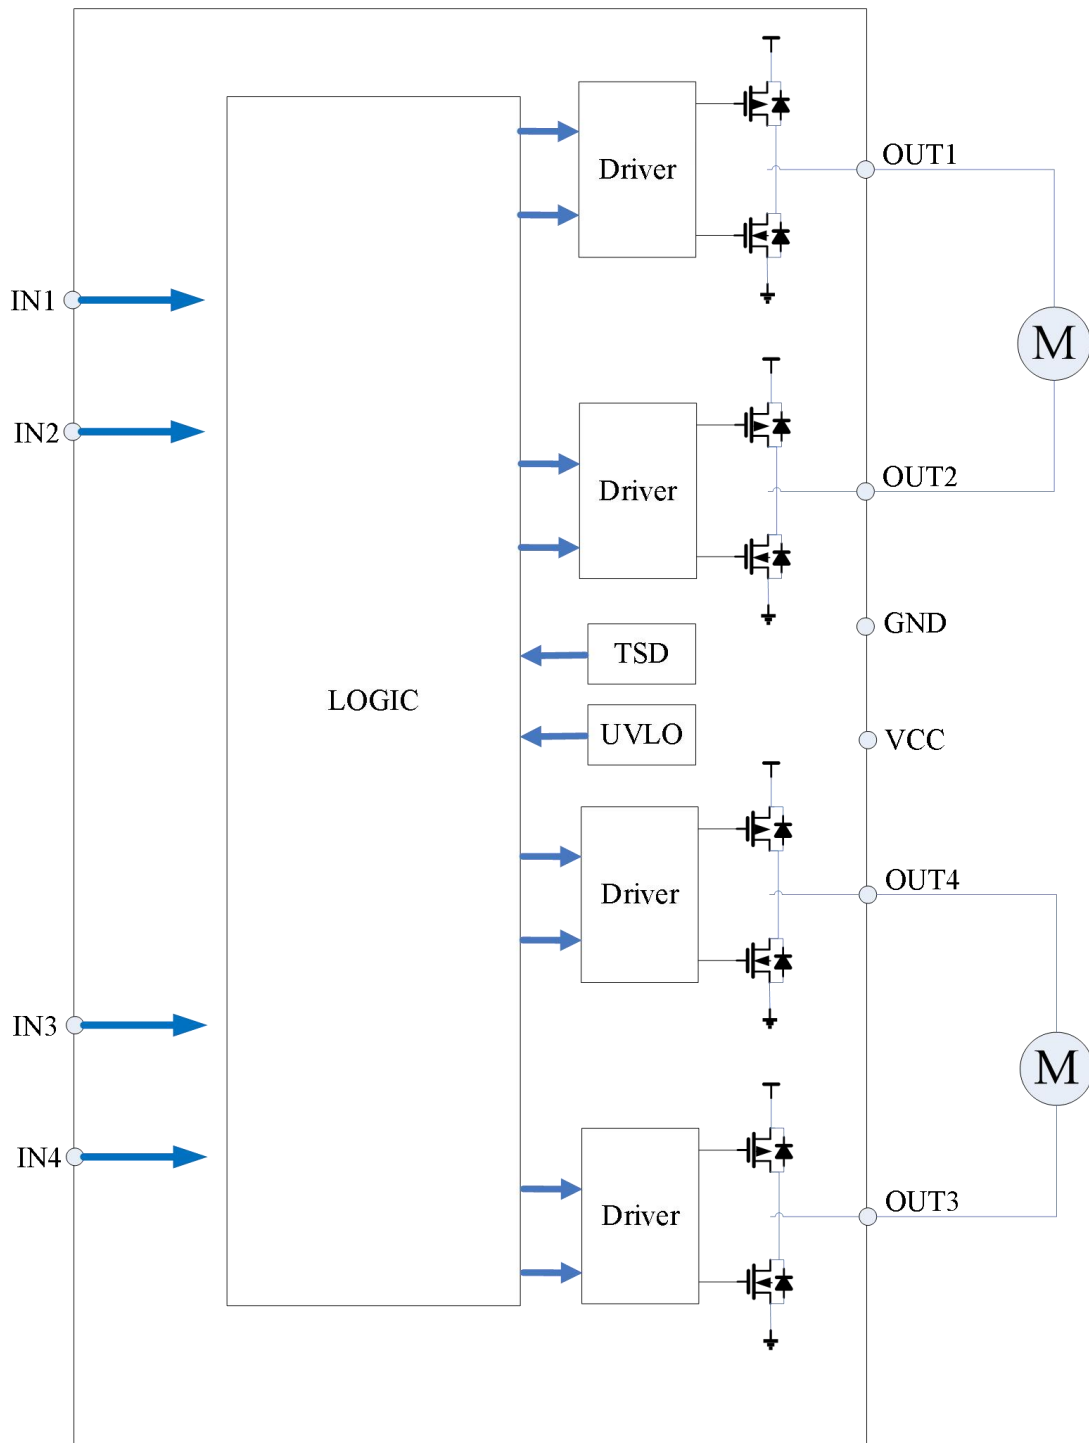 Driver
OUT1
IN1
M
IN2
Driver
OUT2
GND
TSD
LOGIC
UVLO
VCC
Driver
OUT4
IN3
M
IN4
Driver
OUT3